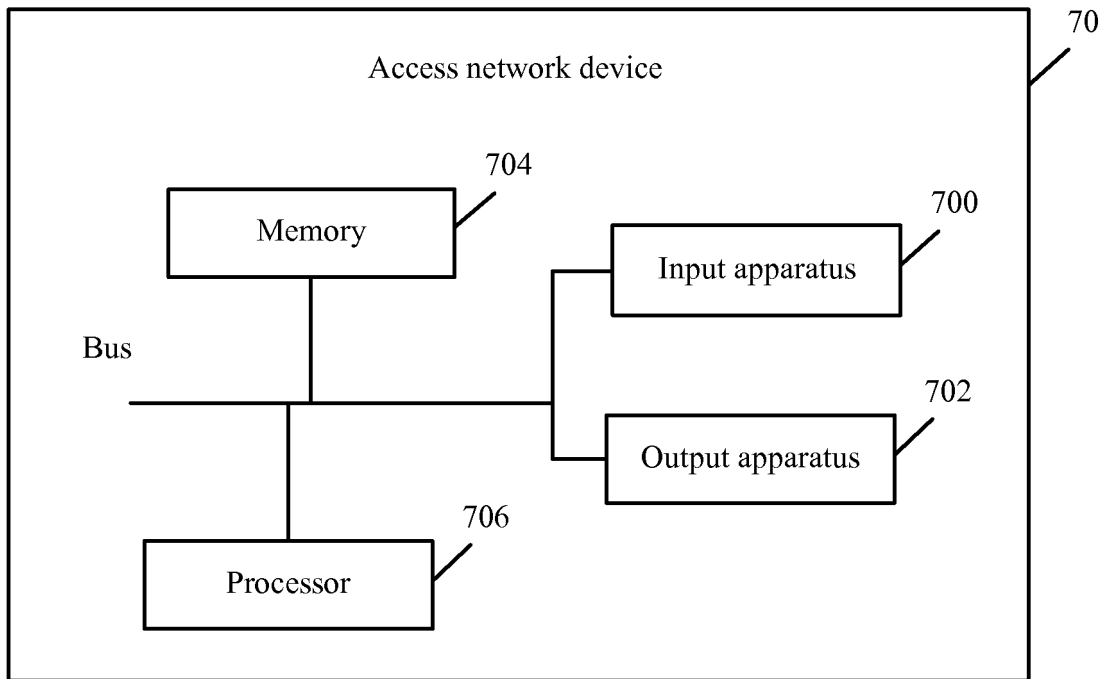 70
Access network device
704
Memory
700
Input apparatus
Bus
702
Output apparatus
706
Processor